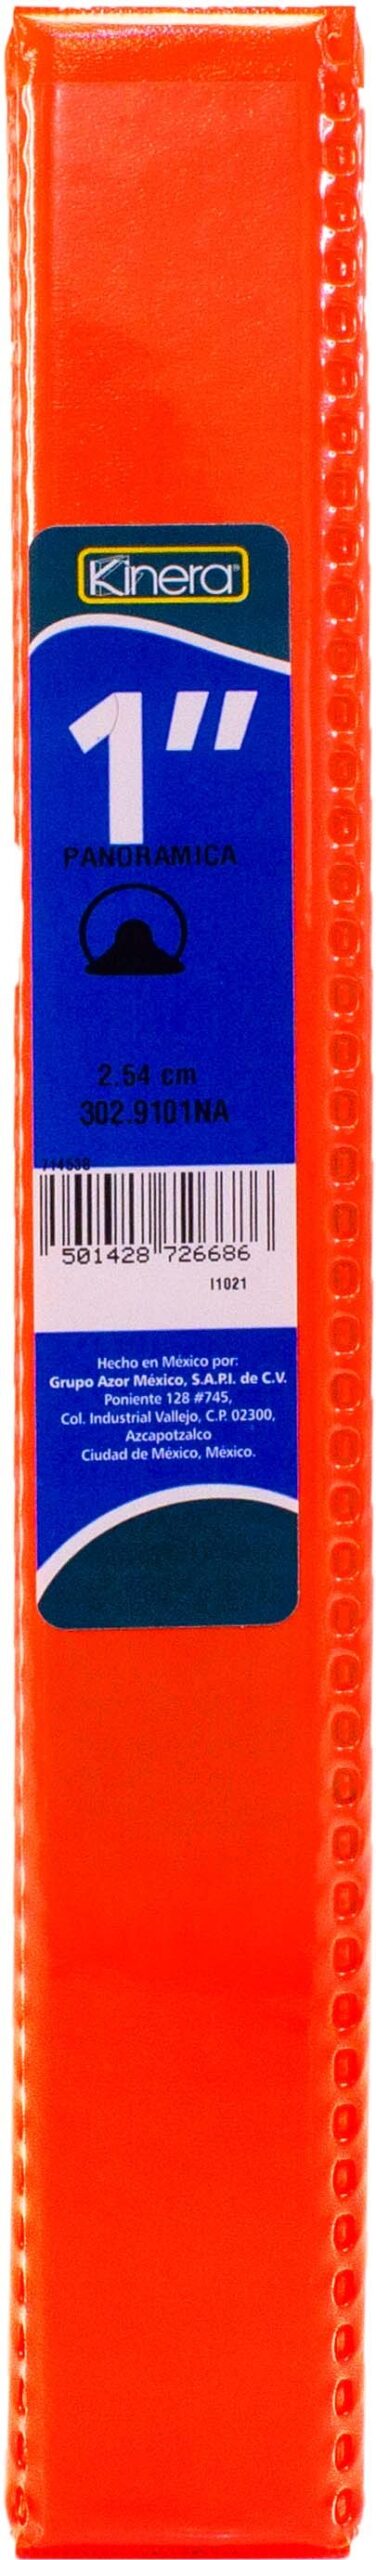 Kinera®
1"
PANORAMICA
2.54 cm
302.9101NA
714538
501428 726686
I1021
Hecho en México por:
Grupo Azor México, S.A.P.I. de C.V.
Poniente 128 #745,
Col. Industrial Vallejo, C.P. 02300,
Azcapotzalco
Ciudad de México, México.